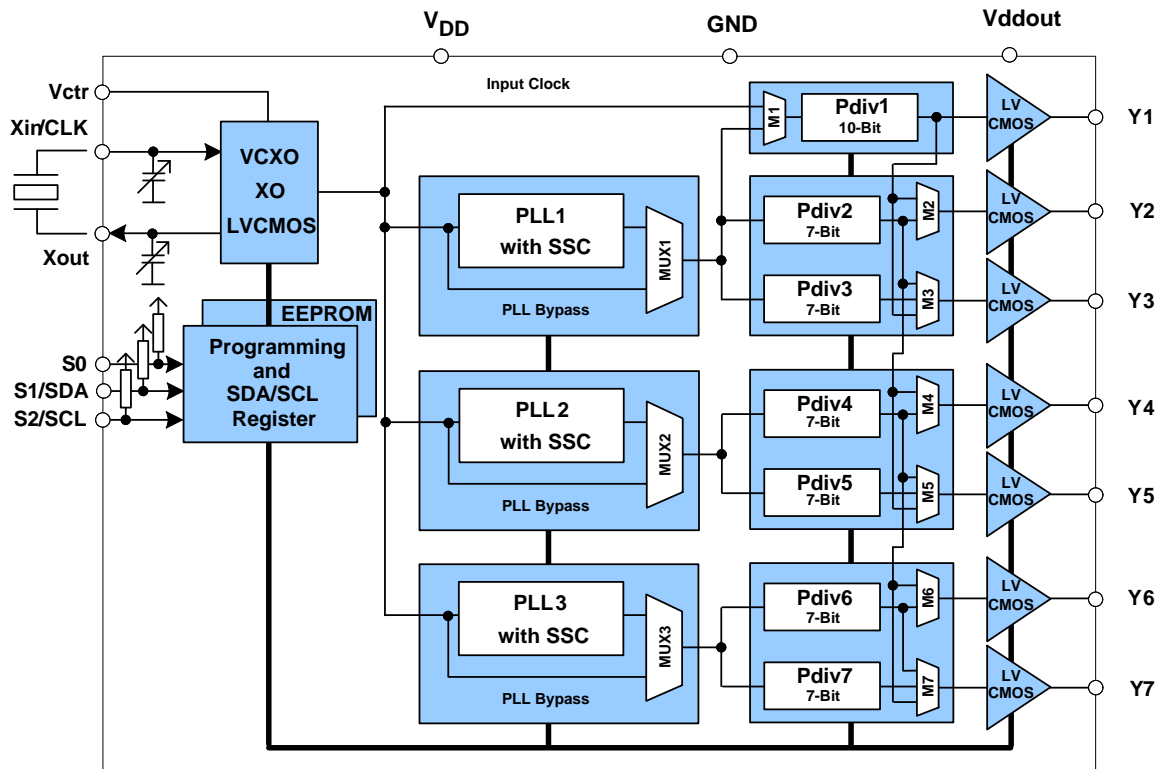 VDD
GND
Vddout
Vctr
Xin/CLK
Xout
S0
S1/SDA
S2/SCL
VCXO
XO
LVCMOS
EEPROM
Programming
and
SDA/SCL
Register
Input Clock
PLL1
with SSC
MUX1
PLL Bypass
PLL2
with SSC
MUX2
PLL Bypass
PLL3
with SSC
MUX3
PLL Bypass
M1
Pdiv1
10-Bit
LV
CMOS
Y1
Pdiv2
7-Bit
M2
LV
CMOS
Y2
Pdiv3
7-Bit
M3
LV
CMOS
Y3
Pdiv4
7-Bit
M4
LV
CMOS
Y4
Pdiv5
7-Bit
M5
LV
CMOS
Y5
Pdiv6
7-Bit
M6
LV
CMOS
Y6
Pdiv7
7-Bit
M7
LV
CMOS
Y7